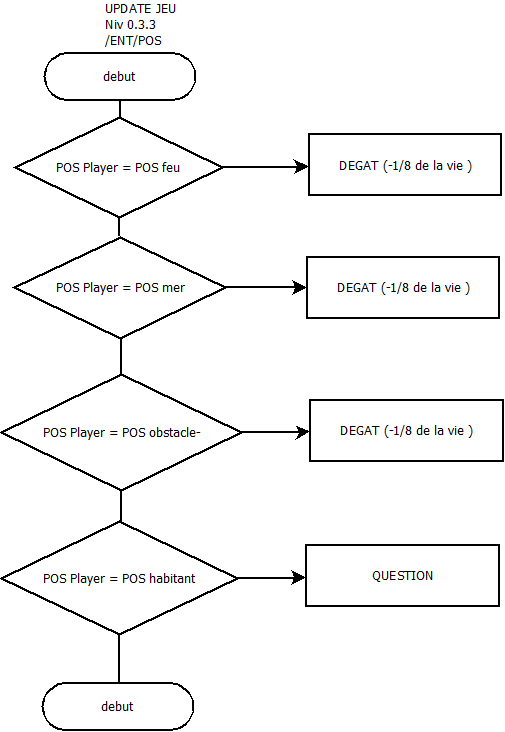 UPDATE JEU
Niv 0.3.3
/ENT/POS
debut
POS Player = POS feu
DEGAT (-1/8 de la vie )
POS Player = POS mer
DEGAT (-1/8 de la vie )
POS Player = POS obstacle-
DEGAT (-1/8 de la vie )
POS Player = POS habitant
QUESTION
debut